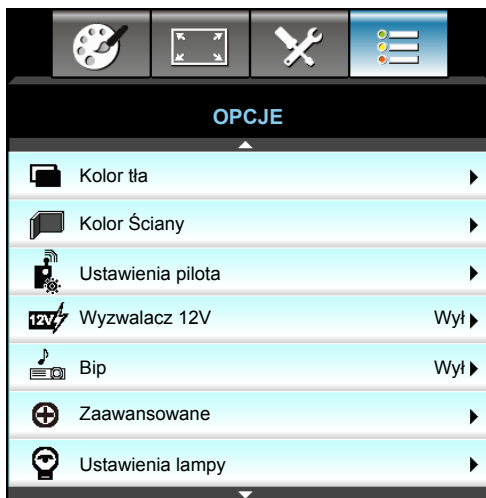 OPCJE
Kolor tła
Kolor Ściany
Ustawienia pilota
12V Wyzwalacz 12V Wył
Bip Wył
Zaawansowane
Ustawienia lampy